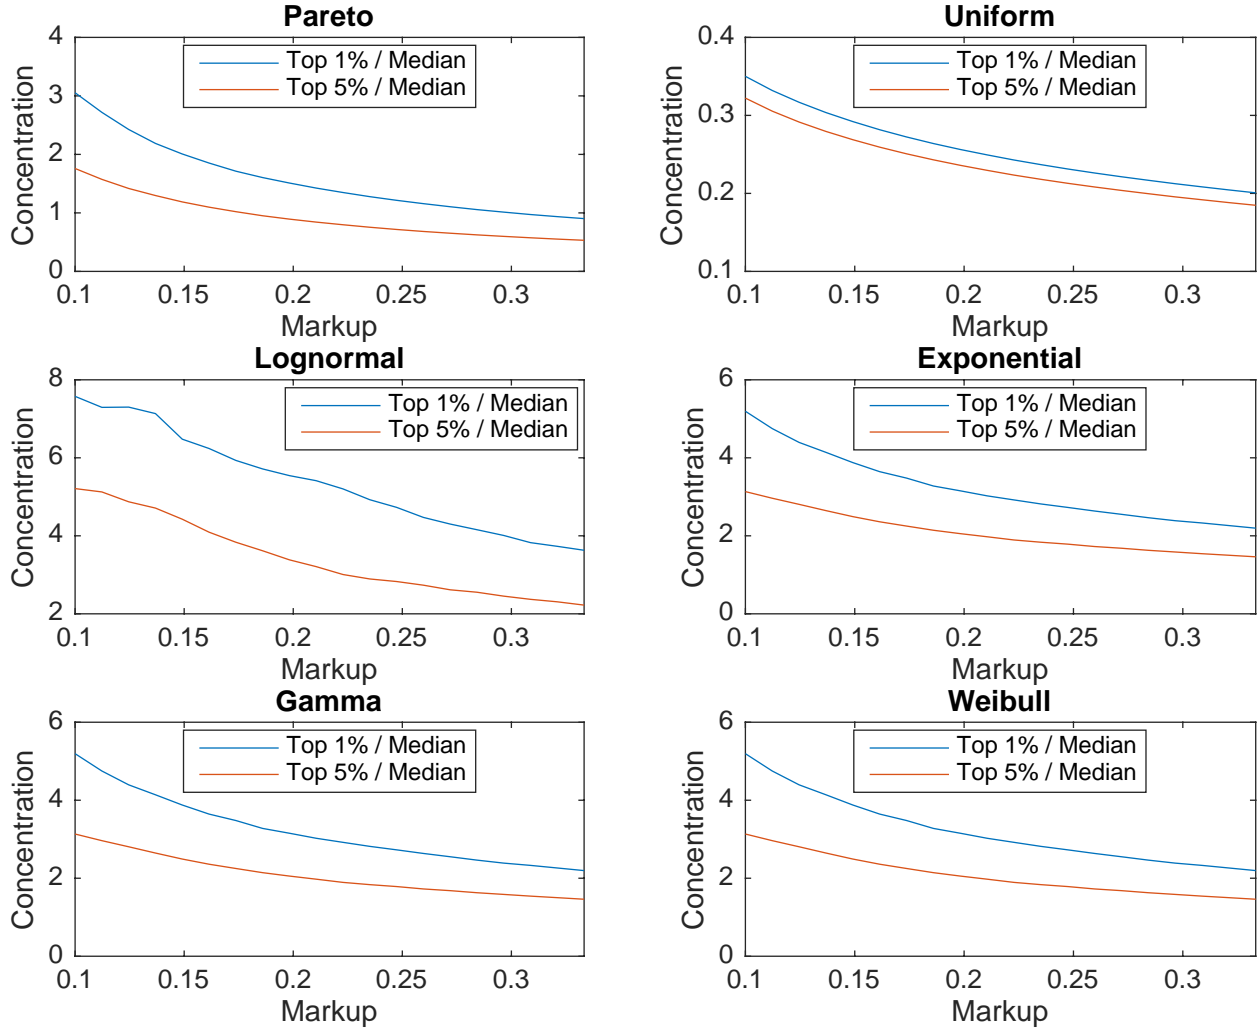 Pareto
4
3
2
1
0
Concentration
Top 1% / Median
Top 5% / Median
0.1 0.15 0.2 0.25 0.3
Markup
Uniform
0.4
0.3
0.2
0.1
Concentration
Top 1% / Median
Top 5% / Median
0.1 0.15 0.2 0.25 0.3
Markup
Lognormal
8
6
4
2
Concentration
Top 1% / Median
Top 5% / Median
0.1 0.15 0.2 0.25 0.3
Markup
Exponential
6
4
2
0
Concentration
Top 1% / Median
Top 5% / Median
0.1 0.15 0.2 0.25 0.3
Markup
Gamma
6
4
2
0
Concentration
Top 1% / Median
Top 5% / Median
0.1 0.15 0.2 0.25 0.3
Markup
Weibull
6
4
2
0
Concentration
Top 1% / Median
Top 5% / Median
0.1 0.15 0.2 0.25 0.3
Markup